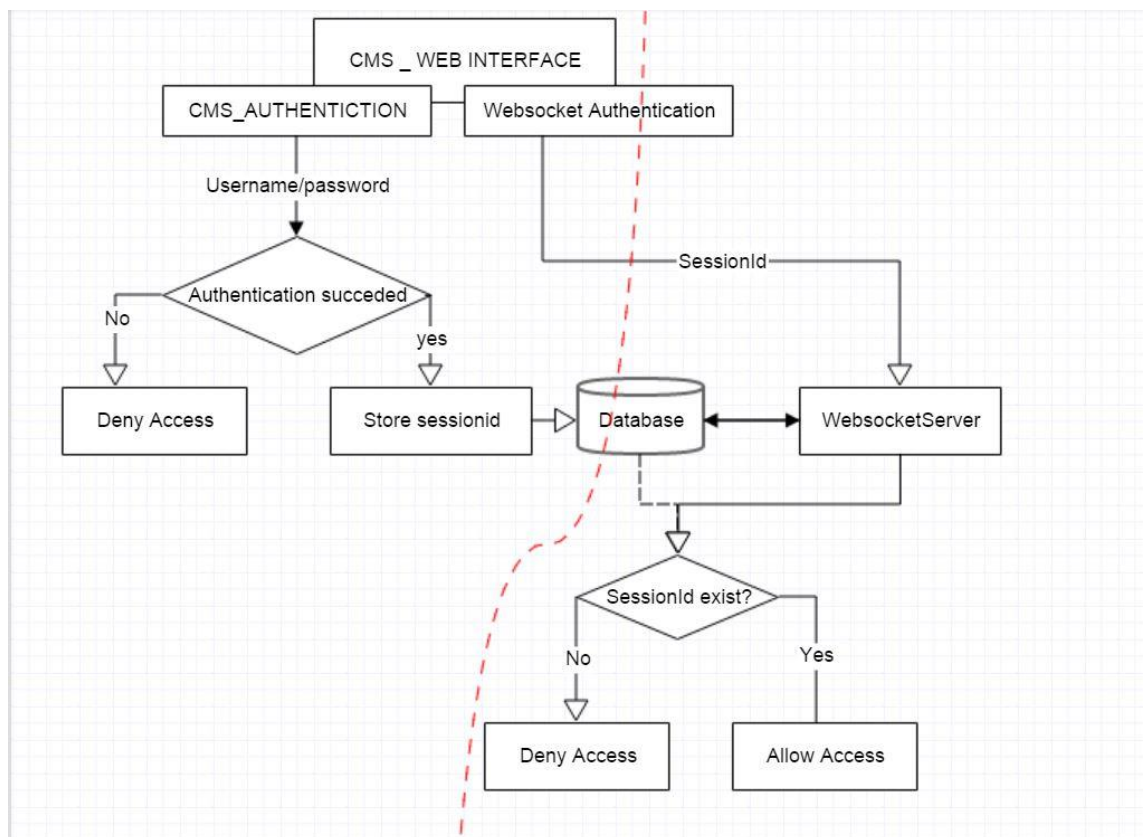 CMS _ WEB INTERFACE
CMS_AUTHENTICTION
Websocket Authentication
Username/password
SessionId
Authentication succeded
No
yes
Deny Access
Store sessionid
Database
WebsocketServer
SessionId exist?
No
Yes
Deny Access
Allow Access